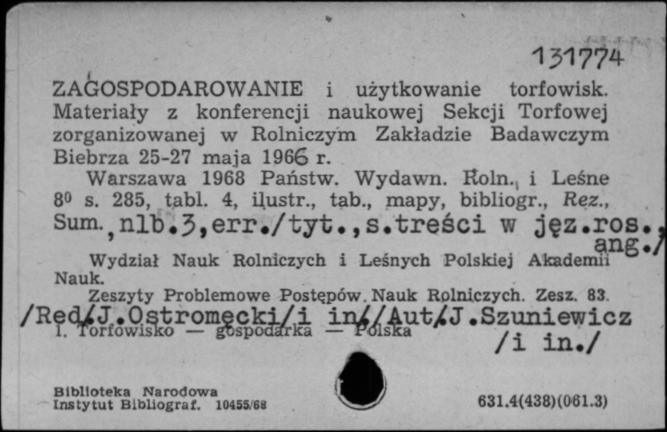 131774
ZAGOSPODAROWANIE i użytkowanie torfowisk.
Materiały z konferencji naukowej Sekcji Torfowej
zorganizowanej w Rolniczym Zakładzie Badawczym
Biebrza 25-27 maja 1966 r.
Warszawa 1968 Państw. Wydawn. Roln. i Leśne
8⁰ s. 285, tabl. 4, ilustr., tab., mapy, bibliogr., Rez.,
Sum., nlb.3,err./tyt.,s.treści w jęz.ros.,
ang./
Wydział Nauk Rolniczych i Leśnych Polskiej Akademii
Nauk.
Zeszyty Problemowe Postępów Nauk Rolniczych. Zesz. 83.
/Red/J.Ostromęcki/i in//Aut/J.Szuniewicz
1. Torfowisko — gospodarka — Polska
/i in./
Biblioteka Narodowa
Instytut Bibliograf. 10455/68
631.4(438)(061.3)